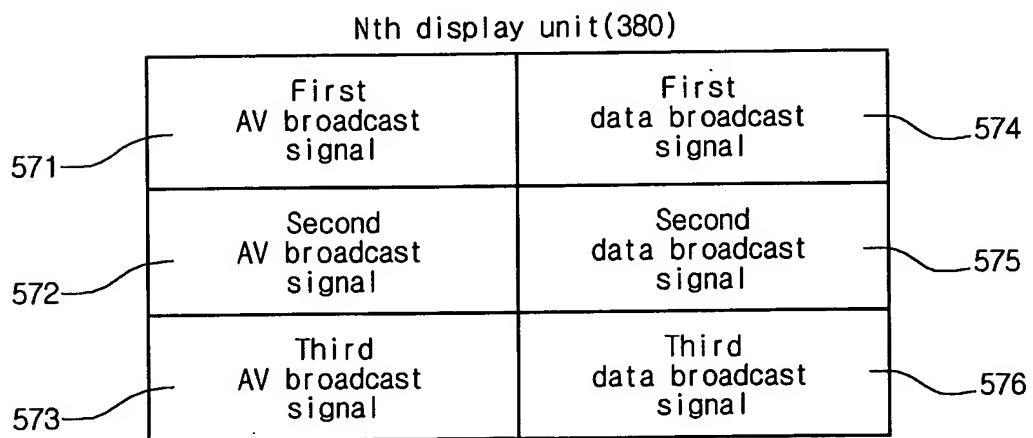 Nth display unit(380)
First
AV broadcast
signal
First
data broadcast
signal
571
574
Second
AV broadcast
signal
Second
data broadcast
signal
572
575
Third
AV broadcast
signal
Third
data broadcast
signal
573
576